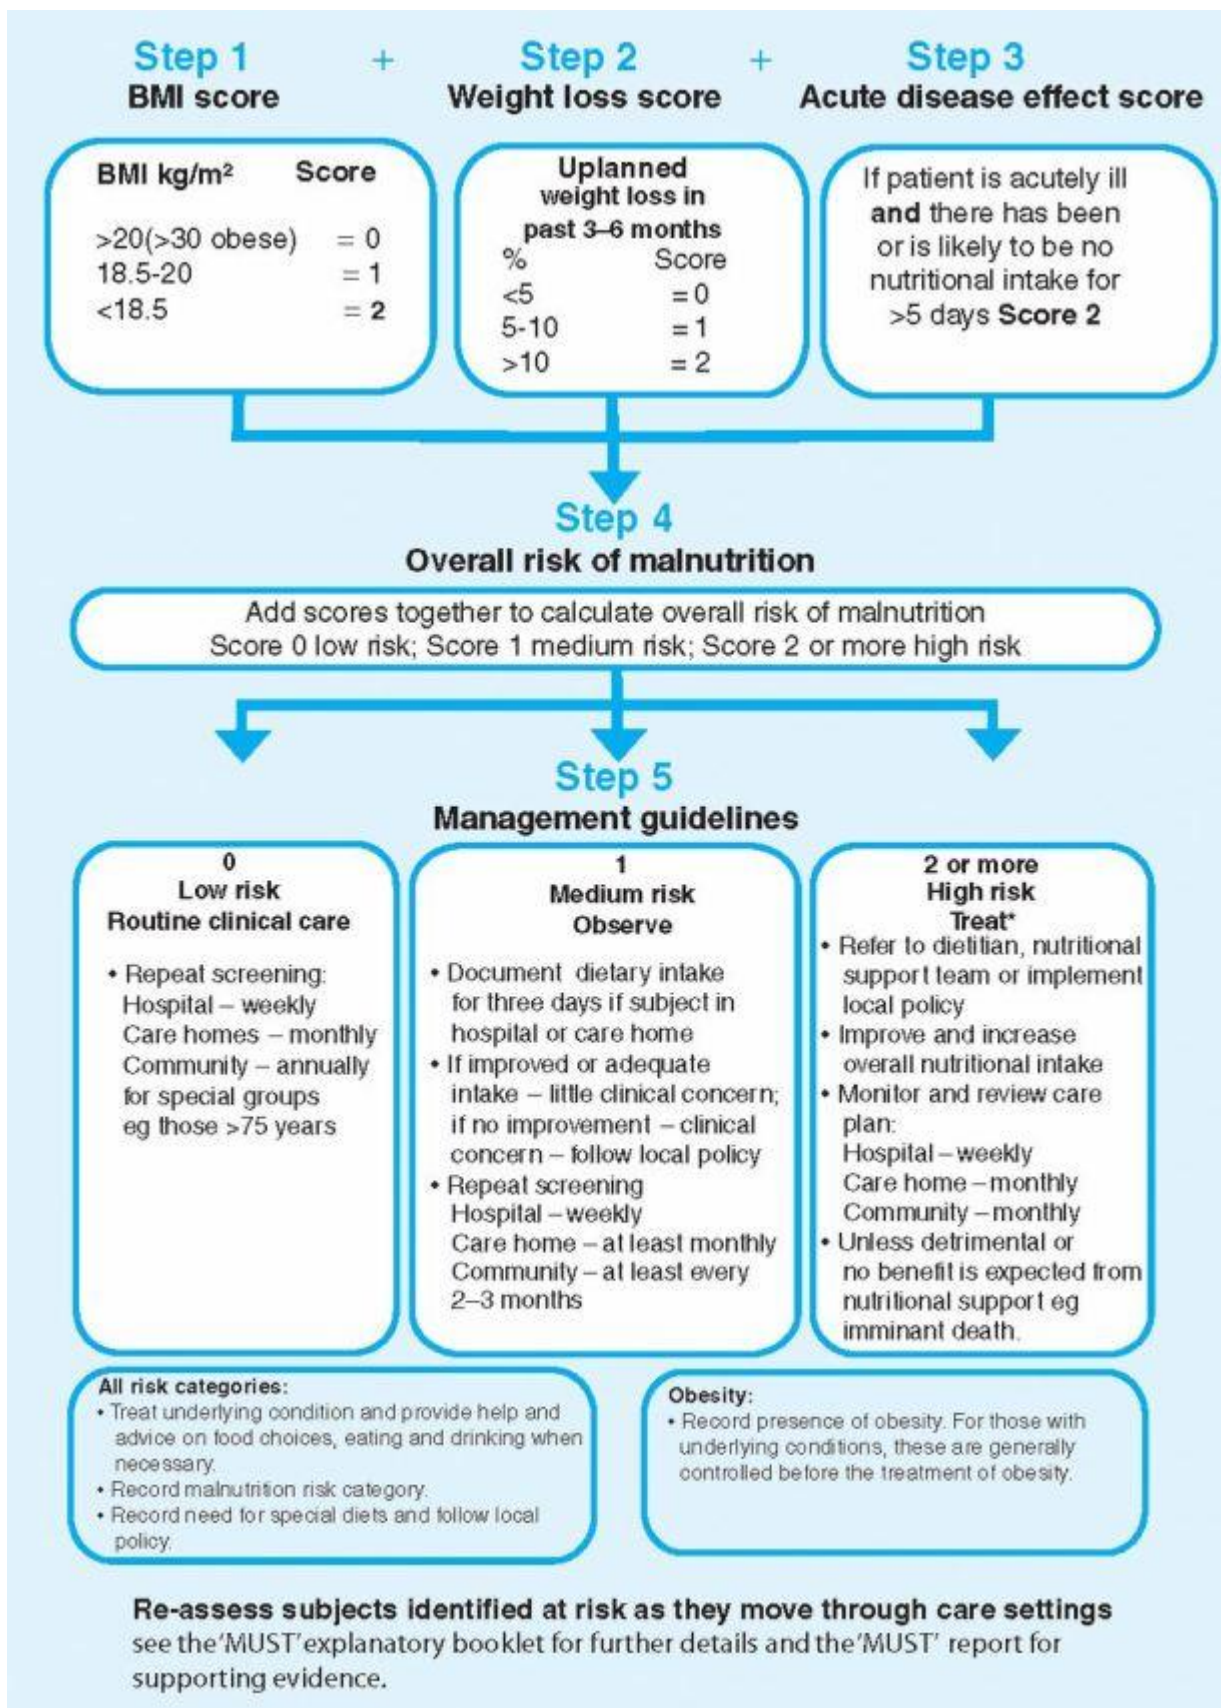 Step 1 + Step 2 + Step 3
BMI score Weight loss score Acute disease effect score
BMI kg/m² Score
>20(>30 obese) = 0
18.5-20 = 1
<18.5 = 2
Uplanned
weight loss in
past 3–6 months
% Score
<5 = 0
5-10 = 1
>10 = 2
If patient is acutely ill
and there has been
or is likely to be no
nutritional intake for
>5 days Score 2
Step 4
Overall risk of malnutrition
Add scores together to calculate overall risk of malnutrition
Score 0 low risk; Score 1 medium risk; Score 2 or more high risk
Step 5
Management guidelines
0
Low risk
Routine clinical care
• Repeat screening:
Hospital – weekly
Care homes – monthly
Community – annually
for special groups
eg those >75 years
1
Medium risk
Observe
• Document dietary intake
for three days if subject in
hospital or care home
• If improved or adequate
intake – little clinical concern;
if no improvement – clinical
concern – follow local policy
• Repeat screening
Hospital – weekly
Care home – at least monthly
Community – at least every
2–3 months
2 or more
High risk
Treat*
• Refer to dietitian, nutritional
support team or implement
local policy
• Improve and increase
overall nutritional intake
• Monitor and review care
plan:
Hospital – weekly
Care home – monthly
Community – monthly
• Unless detrimental or
no benefit is expected from
nutritional support eg
imminant death.
All risk categories:
• Treat underlying condition and provide help and
advice on food choices, eating and drinking when
necessary.
• Record malnutrition risk category.
• Record need for special diets and follow local
policy.
Obesity:
• Record presence of obesity. For those with
underlying conditions, these are generally
controlled before the treatment of obesity.
Re-assess subjects identified at risk as they move through care settings
see the 'MUST' explanatory booklet for further details and the 'MUST' report for
supporting evidence.